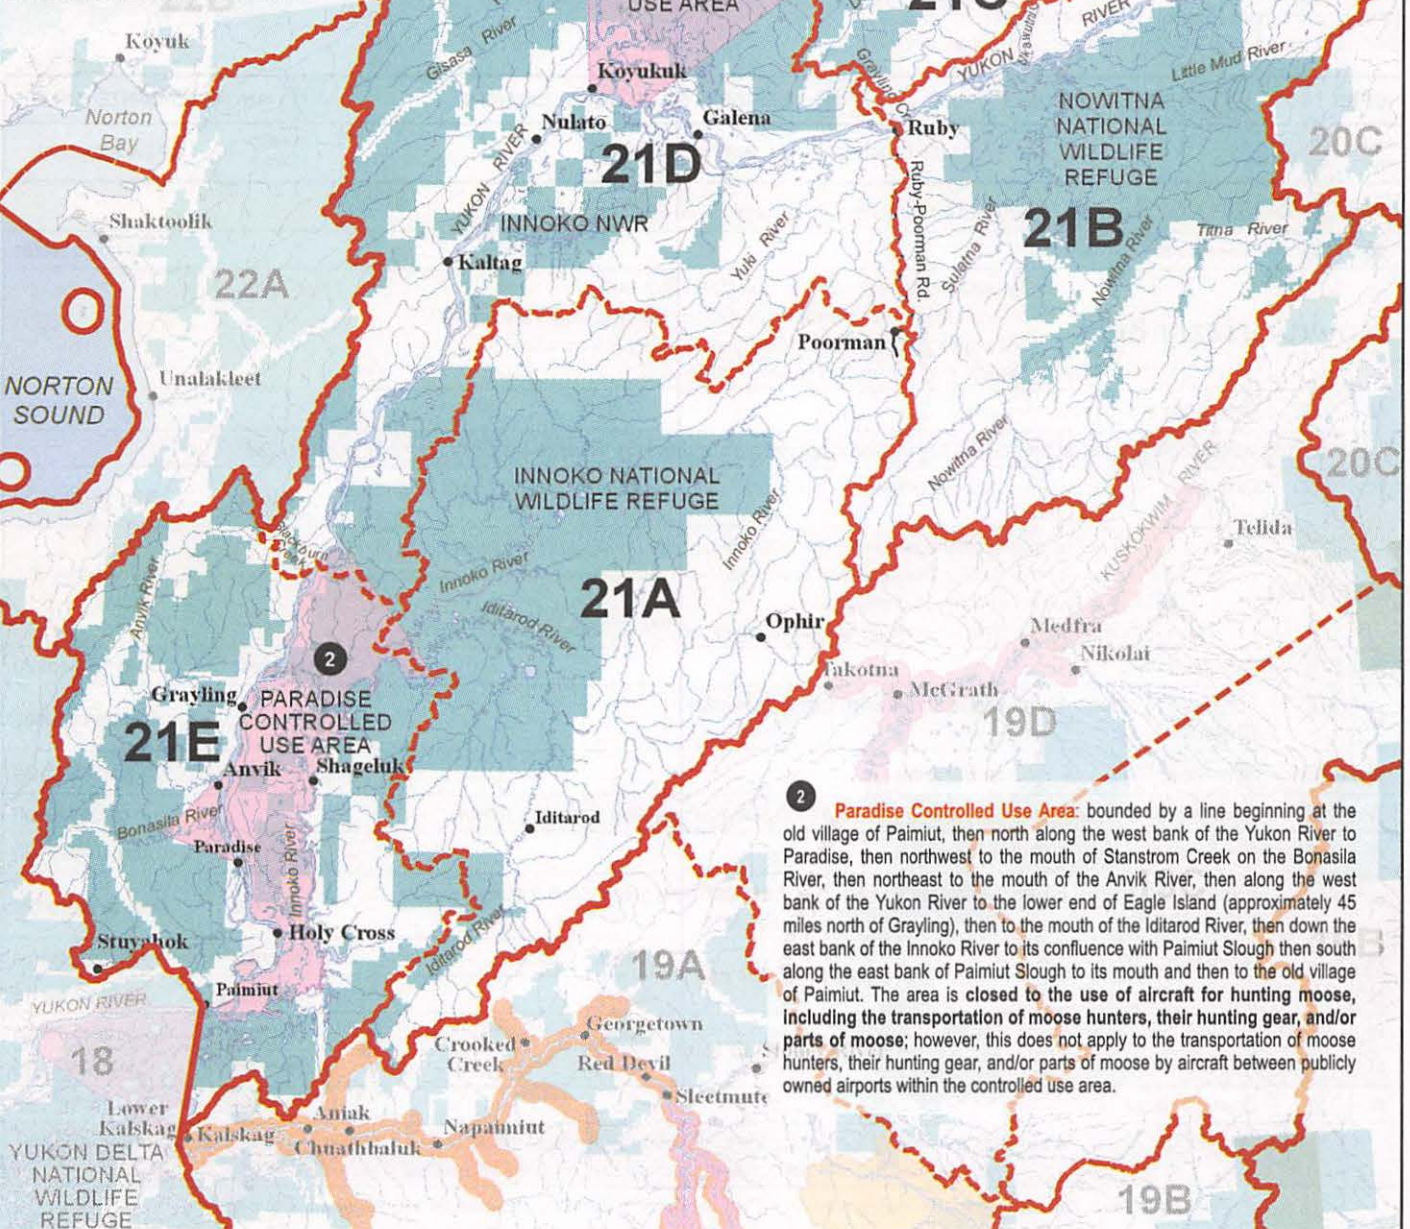 22B
USE AREA
21C
RIVER
Koyuk
Gisasa River
Koyukuk
Grayling Cr
YUKON
Little Mud River
Norton
Bay
Nulato
Galena
Ruby
NOWITNA
NATIONAL
WILDLIFE
REFUGE
20C
YUKON RIVER
21D
Shaktoolik
INNOKO NWR
Yuki River
Ruby-Poorman Rd.
Sulatna River
21B
Nowitna River
Titna River
Kaltag
22A
Poorman
NORTON
SOUND
Unalakleet
INNOKO NATIONAL
WILDLIFE REFUGE
Nowitna River
KUSKOKWIM RIVER
20C
Blackburn
Creek
Innoko River
Telida
Anvik River
Innoko River
21A
Iditarod River
Ophir
Medfra
Nikolai
2
Takotna
McGrath
19D
Grayling
PARADISE
CONTROLLED
USE AREA
21E
Anvik
Shageluk
Bonasila River
Iditarod
Paradise
Innoko River
2
Paradise Controlled Use Area: bounded by a line beginning at the
old village of Paimiut, then north along the west bank of the Yukon River to
Paradise, then northwest to the mouth of Stanstrom Creek on the Bonasila
River, then northeast to the mouth of the Anvik River, then along the west
bank of the Yukon River to the lower end of Eagle Island (approximately 45
miles north of Grayling), then to the mouth of the Iditarod River, then down the
east bank of the Innoko River to its confluence with Paimiut Slough then south
along the east bank of Paimiut Slough to its mouth and then to the old village
of Paimiut. The area is closed to the use of aircraft for hunting moose,
including the transportation of moose hunters, their hunting gear, and/or
parts of moose; however, this does not apply to the transportation of moose
hunters, their hunting gear, and/or parts of moose by aircraft between publicly
owned airports within the controlled use area.
Stuyahok
Holy Cross
Iditarod River
19A
YUKON RIVER
Paimiut
18
Georgetown
Crooked
Creek
Red Devil
Sleetmute
Lower
Kalskag
Kalskag
Aniak
Chuathbaluk
Napaimiut
YUKON DELTA
NATIONAL
WILDLIFE
REFUGE
19B